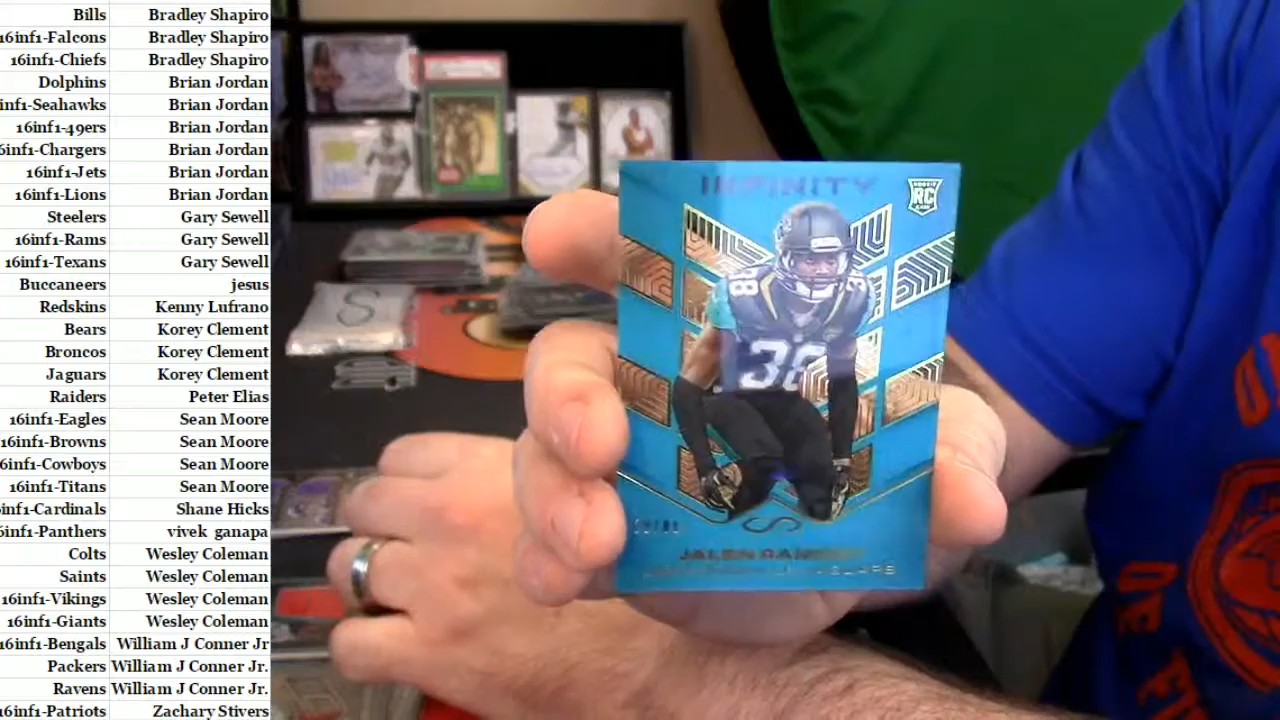 Bills Bradley Shapiro
16inf1-Falcons Bradley Shapiro
16inf1-Chiefs Bradley Shapiro
Dolphins Brian Jordan
inf1-Seahawks Brian Jordan
16inf1-49ers Brian Jordan
6inf1-Chargers Brian Jordan
16inf1-Jets Brian Jordan
16inf1-Lions Brian Jordan
Steelers Gary Sewell
16inf1-Rams Gary Sewell
16inf1-Texans Gary Sewell
Buccaneers jesus
Redskins Kenny Lufrano
Bears Korey Clement
Broncos Korey Clement
Jaguars Korey Clement
Raiders Peter Elias
16inf1-Eagles Sean Moore
16inf1-Browns Sean Moore
6inf1-Cowboys Sean Moore
16inf1-Titans Sean Moore
inf1-Cardinals Shane Hicks
16inf1-Panthers vivek ganapa
Colts Wesley Coleman
Saints Wesley Coleman
16inf1-Vikings Wesley Coleman
16inf1-Giants Wesley Coleman
16inf1-Bengals William J Conner Jr
Packers William J Conner Jr.
Ravens William J Conner Jr.
16inf1-Patriots Zachary Stivers
INFINITY
RC
38
38
JALEN